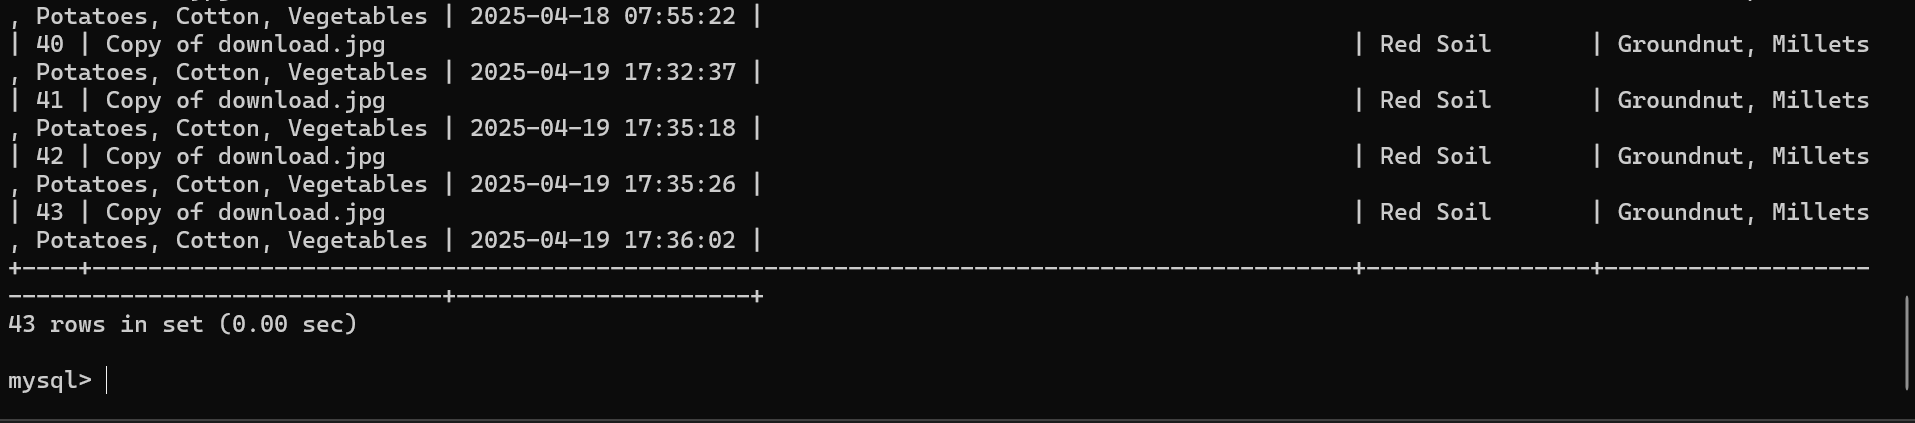 , Potatoes, Cotton, Vegetables | 2025-04-18 07:55:22 |
| 40 | Copy of download.jpg                                                                     | Red Soil       | Groundnut, Millets
, Potatoes, Cotton, Vegetables | 2025-04-19 17:32:37 |
| 41 | Copy of download.jpg                                                                     | Red Soil       | Groundnut, Millets
, Potatoes, Cotton, Vegetables | 2025-04-19 17:35:18 |
| 42 | Copy of download.jpg                                                                     | Red Soil       | Groundnut, Millets
, Potatoes, Cotton, Vegetables | 2025-04-19 17:35:26 |
| 43 | Copy of download.jpg                                                                     | Red Soil       | Groundnut, Millets
, Potatoes, Cotton, Vegetables | 2025-04-19 17:36:02 |
+----+------------------------------------------------------------------------------------------+----------------+-------------------
-------------------------------+---------------------+
43 rows in set (0.00 sec)
mysql>